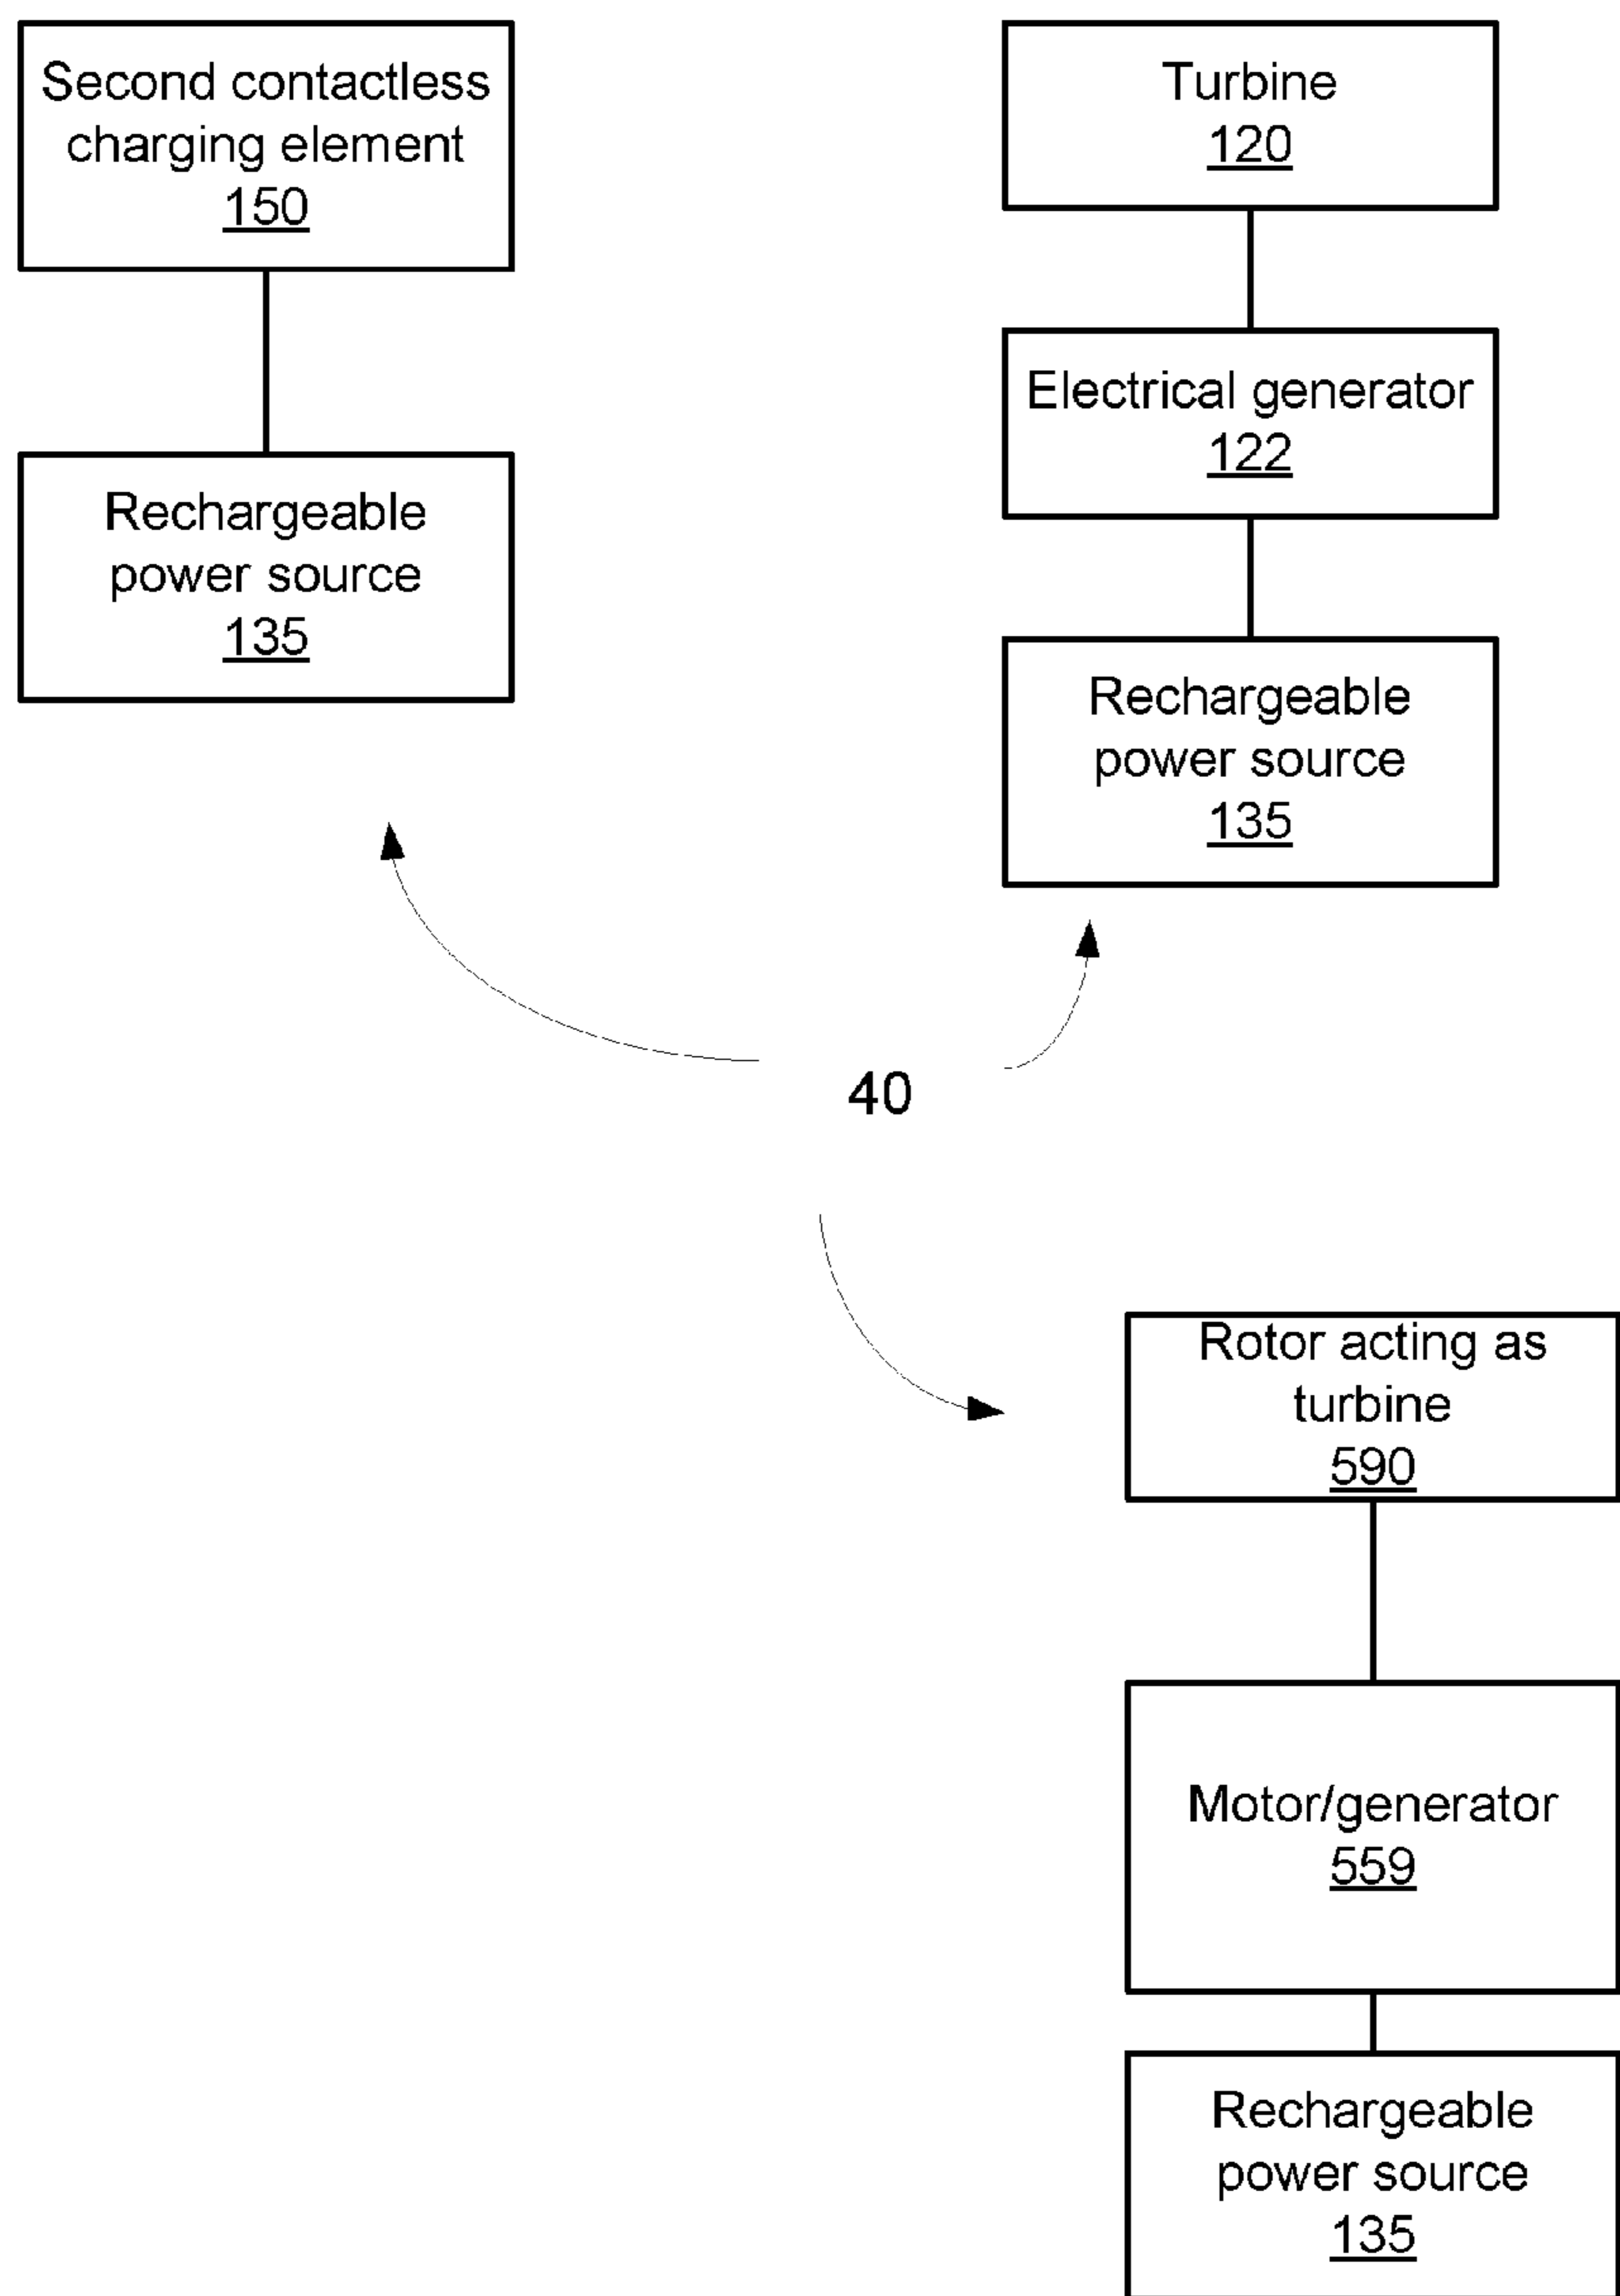 Second contactless
charging element
150
Rechargeable
power source
135
Turbine
120
Electrical generator
122
Rechargeable
power source
135
40
Rotor acting as
turbine
590
Motor/generator
559
Rechargeable
power source
135